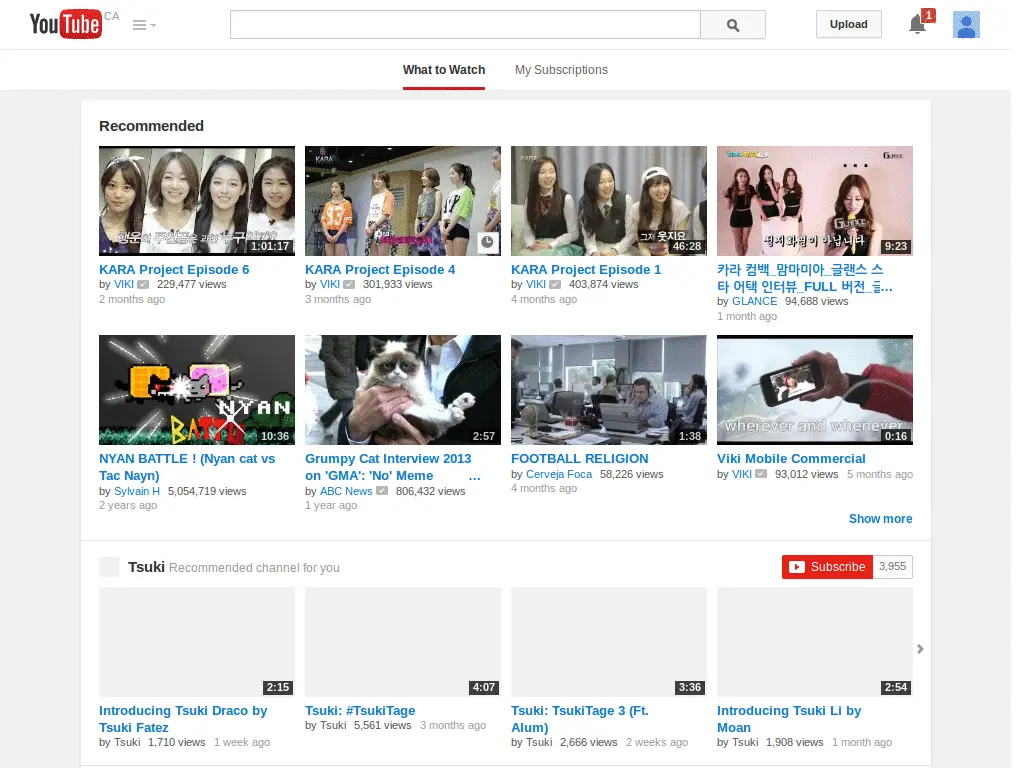 YouTube CA
1
Upload
What to Watch My Subscriptions
Recommended
KARA
1:01:17
KARA Project Episode 6
by VIKI 229,477 views
2 months ago
KARA
KARA Project Episode 4
by VIKI 301,933 views
3 months ago
KARA
그저 웃지요
46:28
KARA Project Episode 1
by VIKI 403,874 views
4 months ago
GLANCE
GLANCE
9:23
카라 컴백_맘마미아_글랜스 스
타 어택 인터뷰_FULL 버전_글…
by GLANCE 94,688 views
1 month ago
NYAN
10:36
NYAN BATTLE ! (Nyan cat vs
Tac Nayn)
by Sylvain H 5,054,719 views
2 years ago
2:57
Grumpy Cat Interview 2013
on 'GMA': 'No' Meme ...
by ABC News 806,432 views
1 year ago
1:38
FOOTBALL RELIGION
by Cerveja Foca 58,226 views
4 months ago
wherever and whenever
0:16
Viki Mobile Commercial
by VIKI 93,012 views 5 months ago
Show more
Tsuki Recommended channel for you
Subscribe 3,955
2:15
Introducing Tsuki Draco by
Tsuki Fatez
by Tsuki 1,710 views 1 week ago
4:07
Tsuki: #TsukiTage
by Tsuki 5,561 views 3 months ago
3:36
Tsuki: TsukiTage 3 (Ft.
Alum)
by Tsuki 2,666 views 2 weeks ago
2:54
Introducing Tsuki Li by
Moan
by Tsuki 1,908 views 1 month ago